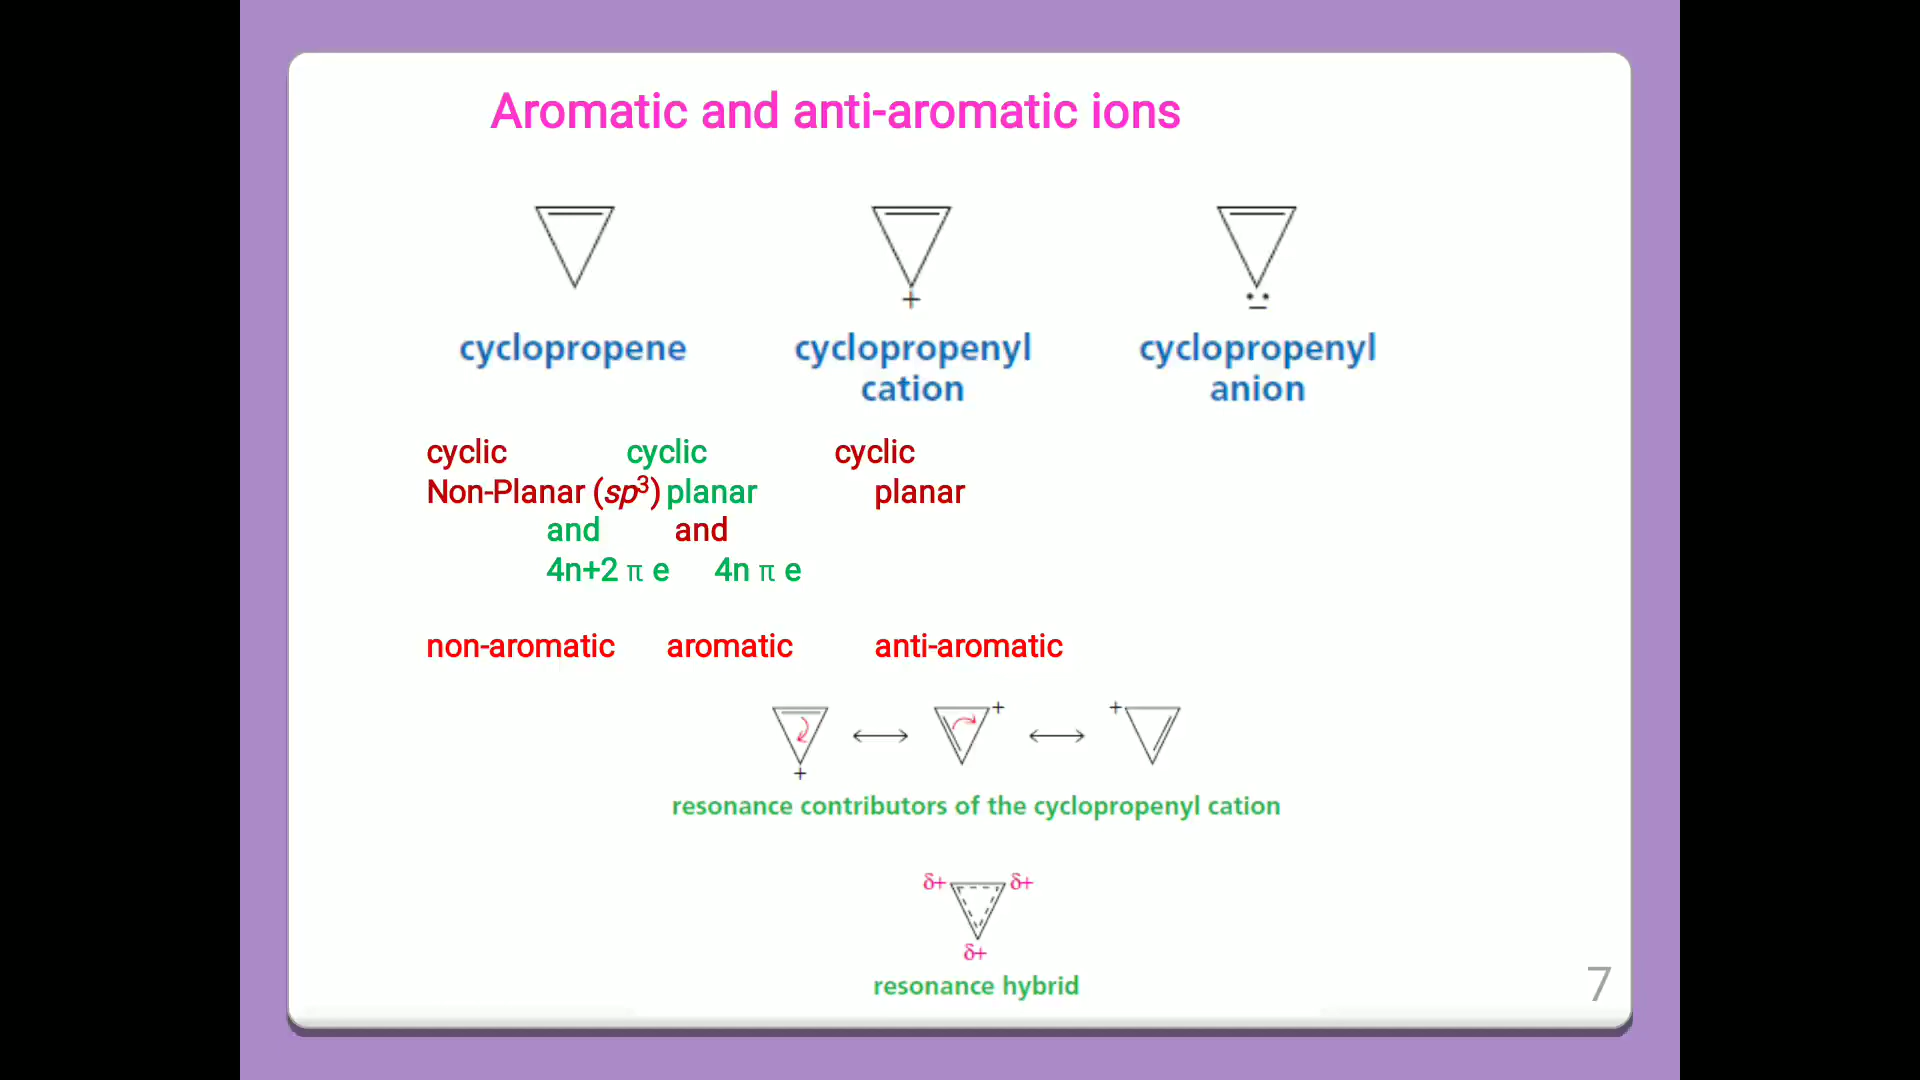 Aromatic and anti-aromatic ions
+
..
−
cyclopropene cyclopropenyl cation cyclopropenyl anion
cyclic cyclic cyclic
Non-Planar (sp³) planar planar
and and
4n+2 π e 4n π e
non-aromatic aromatic anti-aromatic
+ + +
resonance contributors of the cyclopropenyl cation
δ+ δ+
δ+
resonance hybrid
7